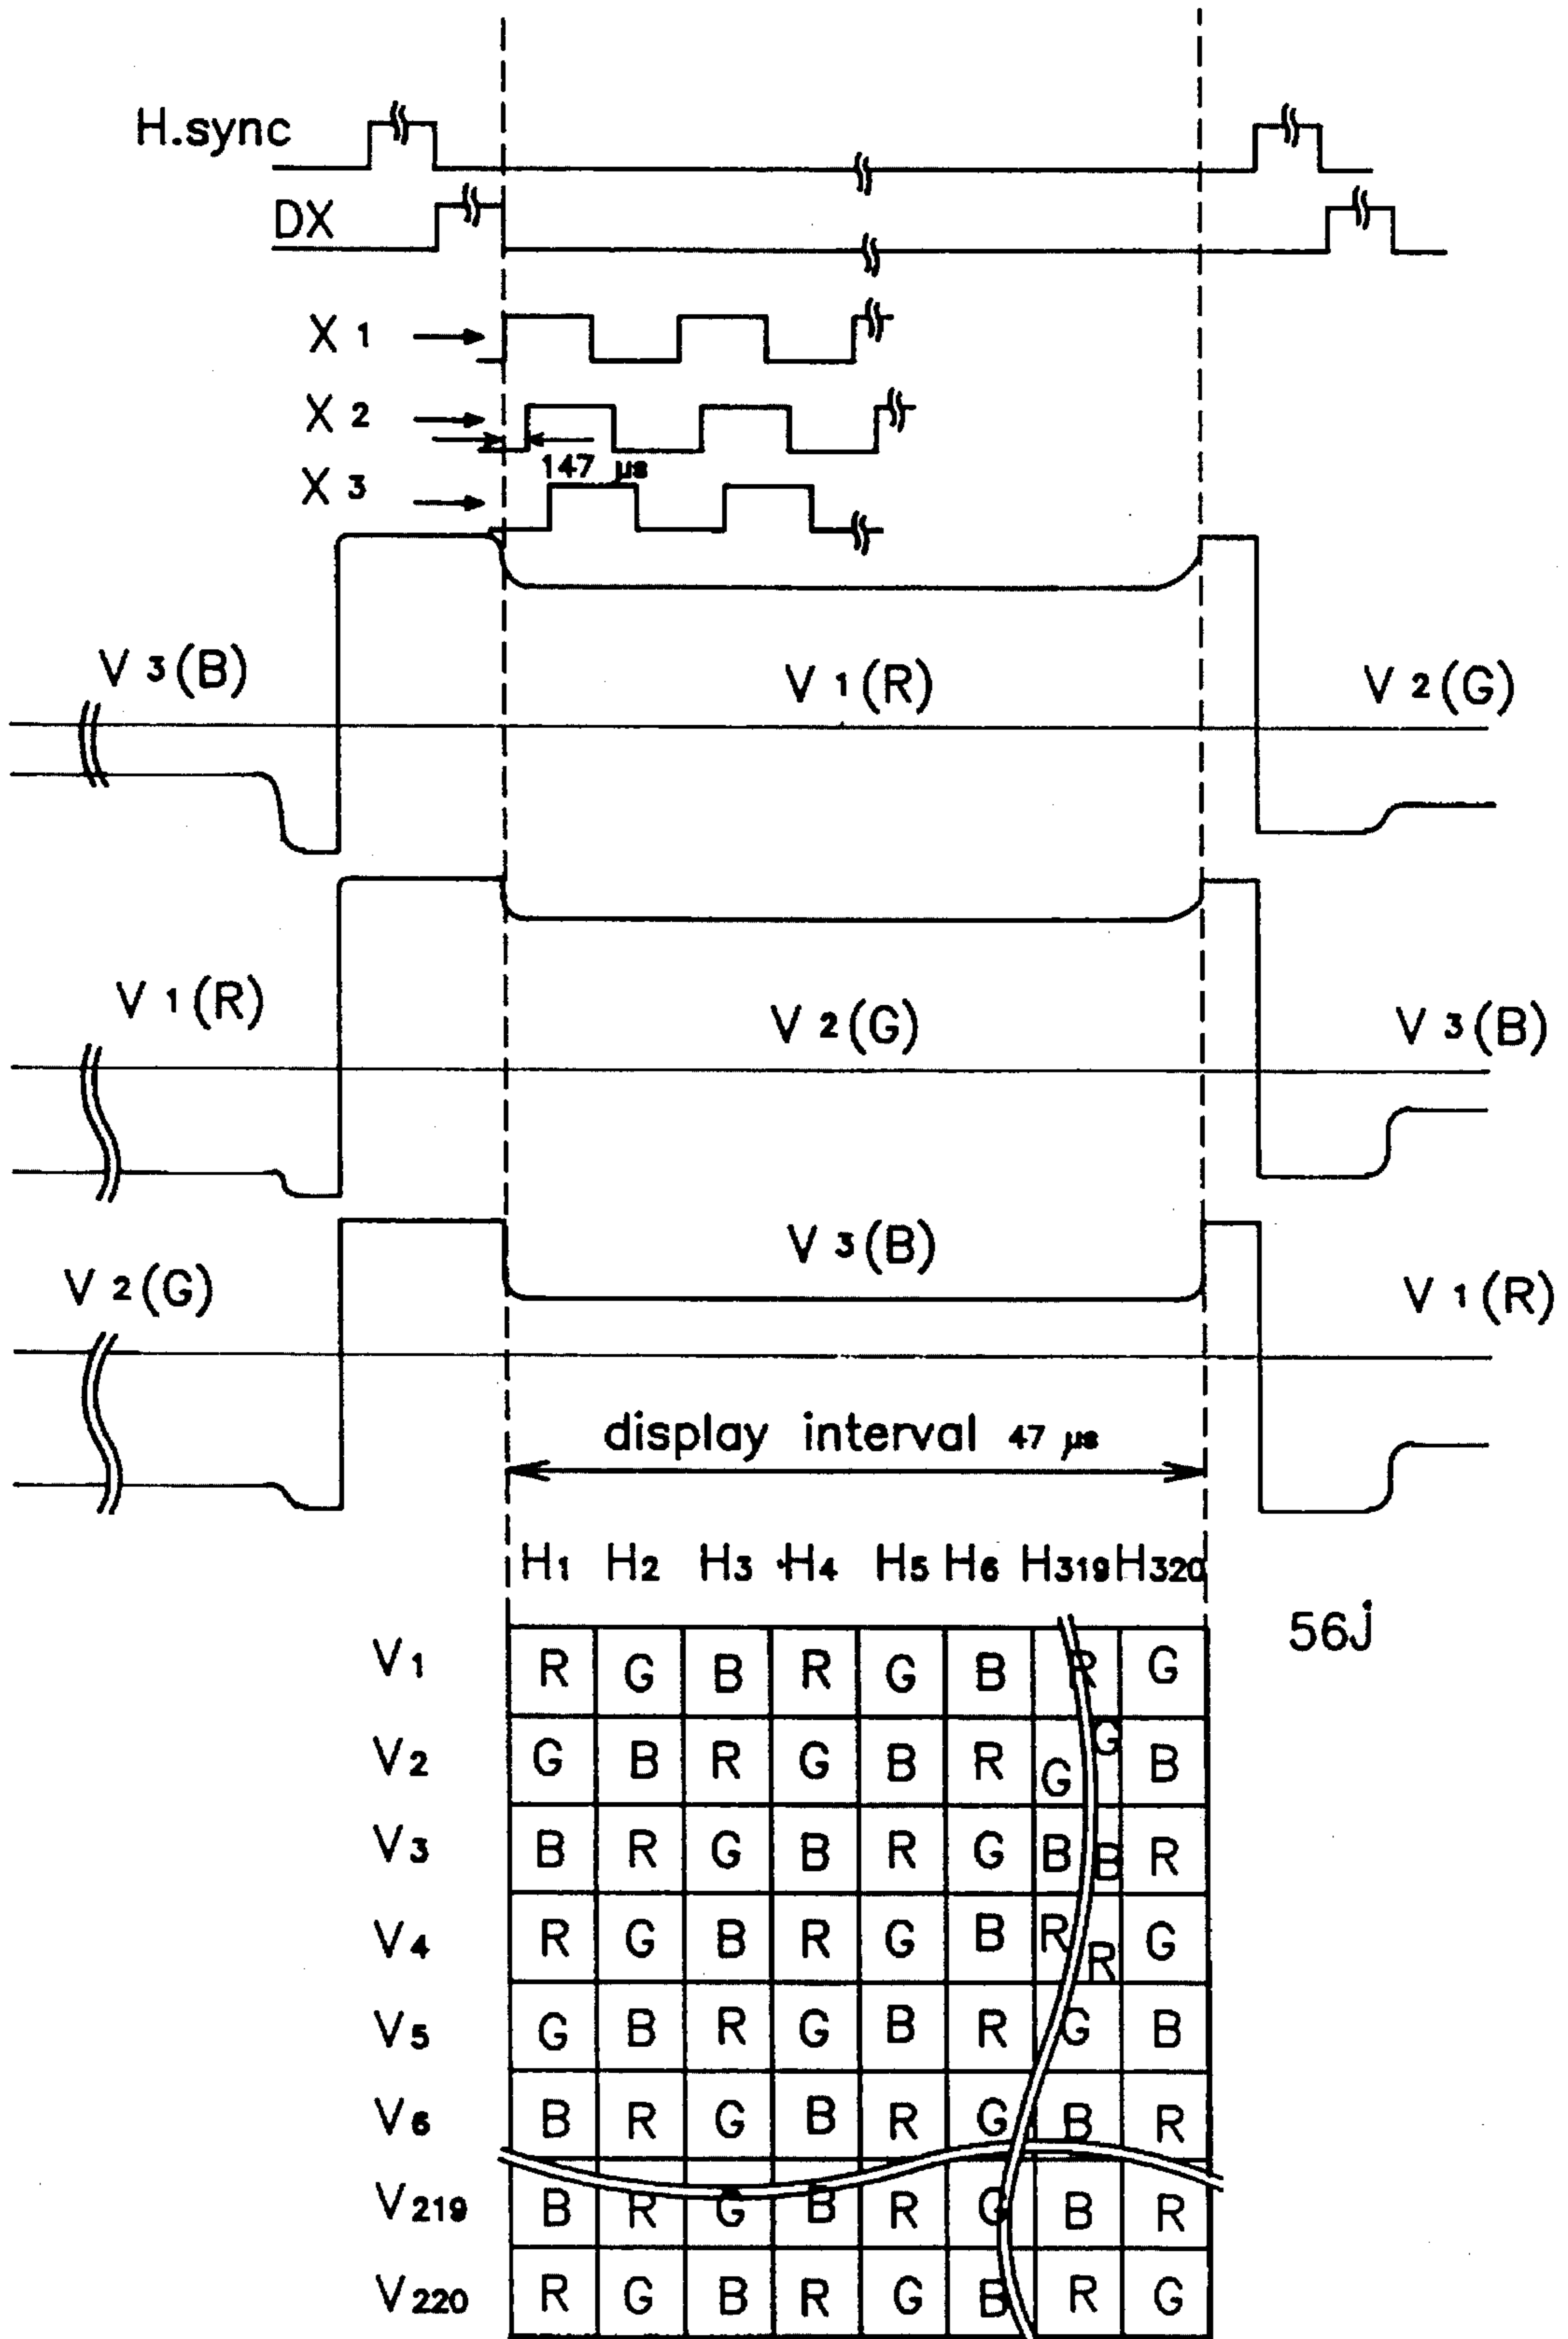 H.sync
DX
X 1
X 2
147 µs
X 3
V 3(B) V 1(R) V 2(G)
V 1(R) V 2(G) V 3(B)
V 2(G) V 3(B) V 1(R)
display interval 47 µs
H1 H2 H3 H4 H5 H6 H319 H320
56j
V1 R G B R G B R G
V2 G B R G B R G G B
V3 B R G B R G B B R
V4 R G B R G B R R G
V5 G B R G B R G B
V6 B R G B R G B R
V219 B R G B R G B R
V220 R G B R G B R G